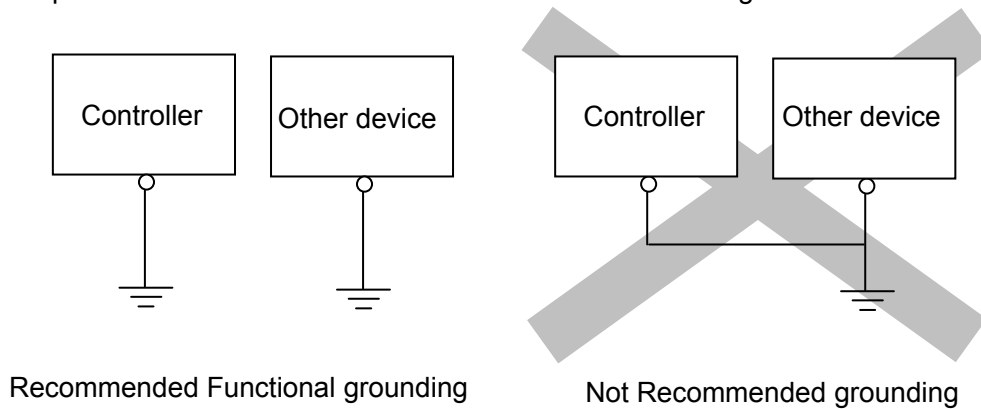 Controller
Other device
Controller
Other device
Recommended Functional grounding
Not Recommended grounding